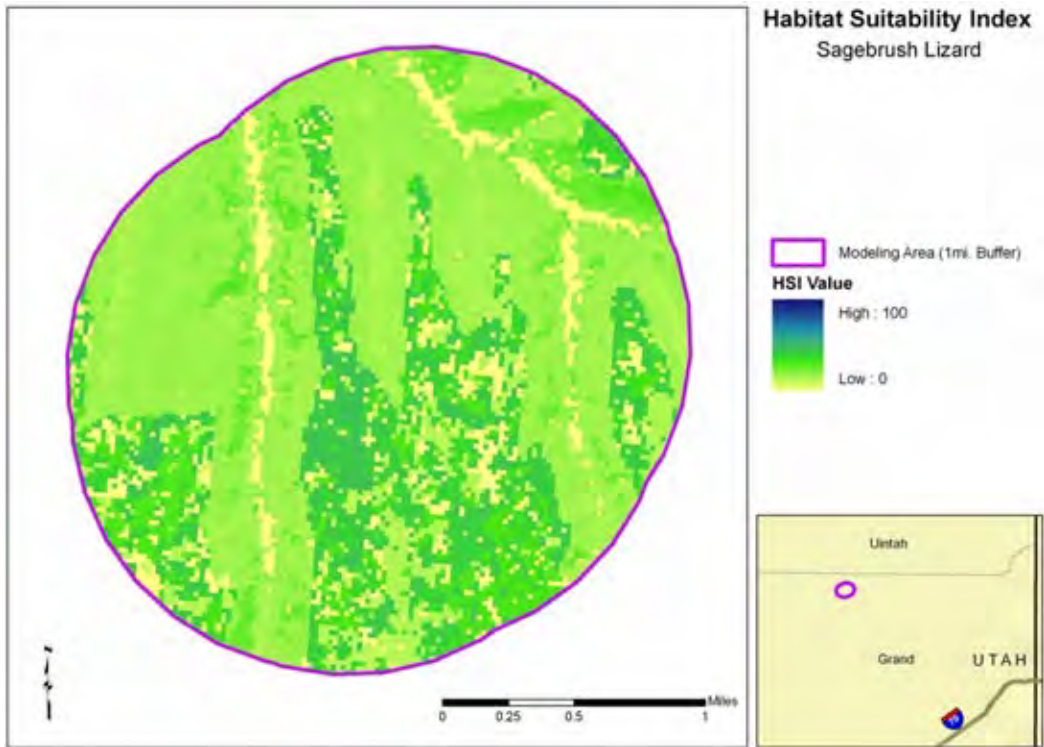 Habitat Suitability Index
Sagebrush Lizard
Modeling Area (1mi. Buffer)
HSI Value
High : 100
Low : 0
Miles
0 0.25 0.5 1
Uintah
Grand
UTAH